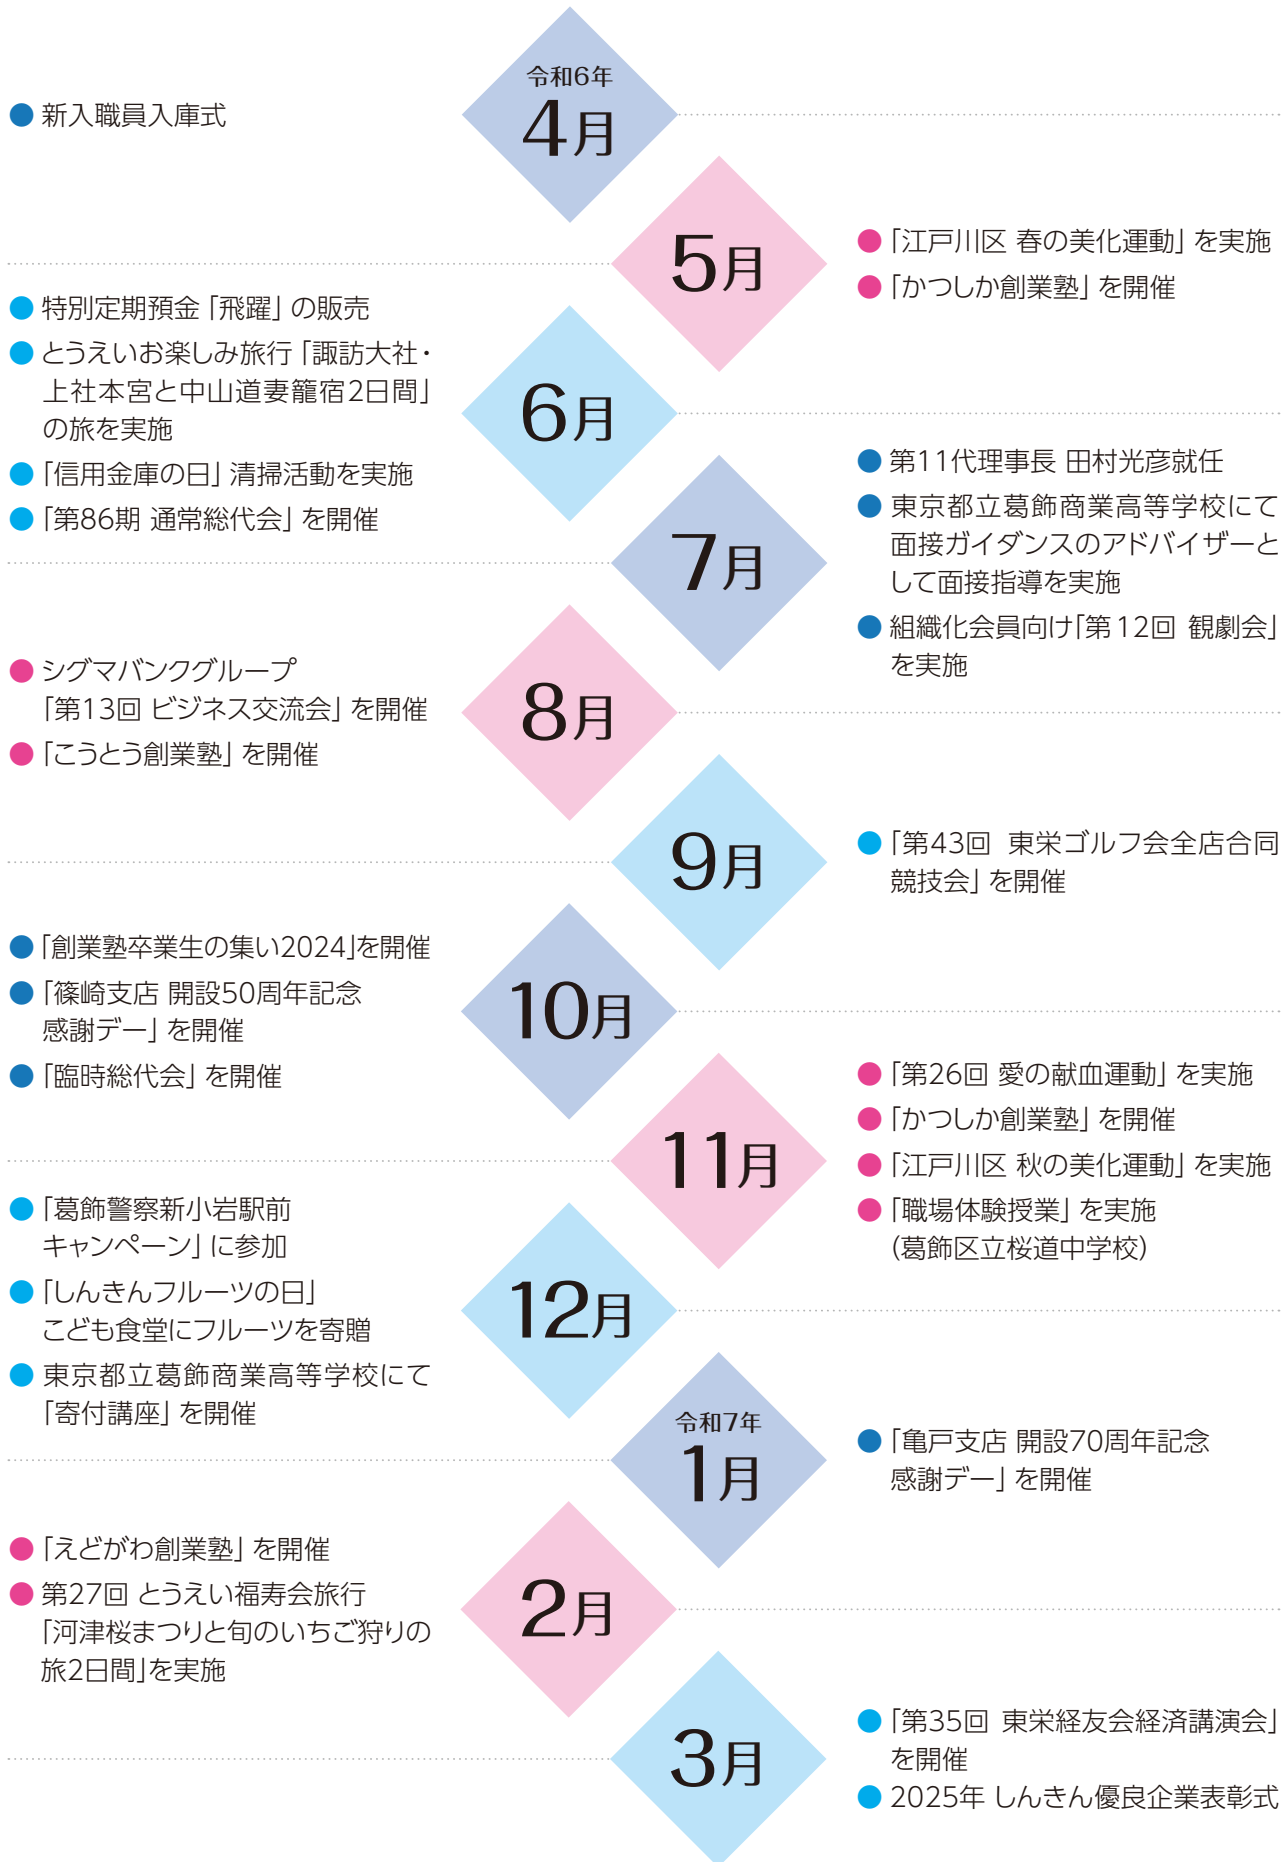 令和6年
4月
● 新入職員入庫式
5月
● 「江戸川区 春の美化運動」を実施
● 「かつしか創業塾」を開催
6月
● 特別定期預金「飛躍」の販売
● とうえいお楽しみ旅行「諏訪大社・
上社本宮と中山道妻籠宿2日間」
の旅を実施
● 「信用金庫の日」清掃活動を実施
● 「第86期 通常総代会」を開催
7月
● 第11代理事長 田村光彦就任
● 東京都立葛飾商業高等学校にて
面接ガイダンスのアドバイザーと
して面接指導を実施
● 組織化会員向け「第12回 観劇会」
を実施
8月
● シグマバンクグループ
「第13回 ビジネス交流会」を開催
● 「こうとう創業塾」を開催
9月
● 「第43回 東栄ゴルフ会全店合同
競技会」を開催
10月
● 「創業塾卒業生の集い2024」を開催
● 「篠崎支店 開設50周年記念
感謝デー」を開催
● 「臨時総代会」を開催
11月
● 「第26回 愛の献血運動」を実施
● 「かつしか創業塾」を開催
● 「江戸川区 秋の美化運動」を実施
● 「職場体験授業」を実施
(葛飾区立桜道中学校)
12月
● 「葛飾警察新小岩駅前
キャンペーン」に参加
● 「しんきんフルーツの日」
こども食堂にフルーツを寄贈
● 東京都立葛飾商業高等学校にて
「寄付講座」を開催
令和7年
1月
● 「亀戸支店 開設70周年記念
感謝デー」を開催
2月
● 「えどがわ創業塾」を開催
● 第27回 とうえい福寿会旅行
「河津桜まつりと旬のいちご狩りの
旅2日間」を実施
3月
● 「第35回 東栄経友会経済講演会」
を開催
● 2025年 しんきん優良企業表彰式